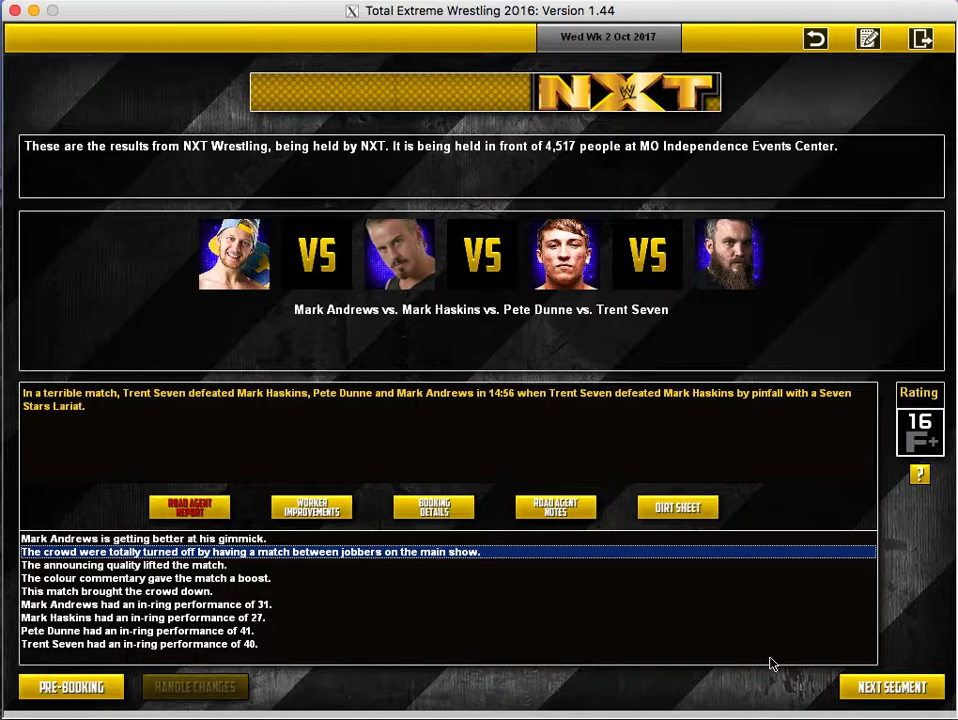 Total Extreme Wrestling 2016: Version 1.44
Wed Wk 2 Oct 2017
NXT
These are the results from NXT Wrestling, being held by NXT. It is being held in front of 4,517 people at MO Independence Events Center.
VS VS VS
Mark Andrews vs. Mark Haskins vs. Pete Dunne vs. Trent Seven
In a terrible match, Trent Seven defeated Mark Haskins, Pete Dunne and Mark Andrews in 14:56 when Trent Seven defeated Mark Haskins by pinfall with a Seven
Stars Lariat.
Rating
16
F+
?
ROAD AGENT REPORT
WORKER IMPROVEMENTS
BOOKING DETAILS
ROAD AGENT NOTES
DIRT SHEET
Mark Andrews is getting better at his gimmick.
The crowd were totally turned off by having a match between jobbers on the main show.
The announcing quality lifted the match.
The colour commentary gave the match a boost.
This match brought the crowd down.
Mark Andrews had an in-ring performance of 31.
Mark Haskins had an in-ring performance of 27.
Pete Dunne had an in-ring performance of 41.
Trent Seven had an in-ring performance of 40.
PRE-BOOKING
HANDLE CHANGES
NEXT SEGMENT